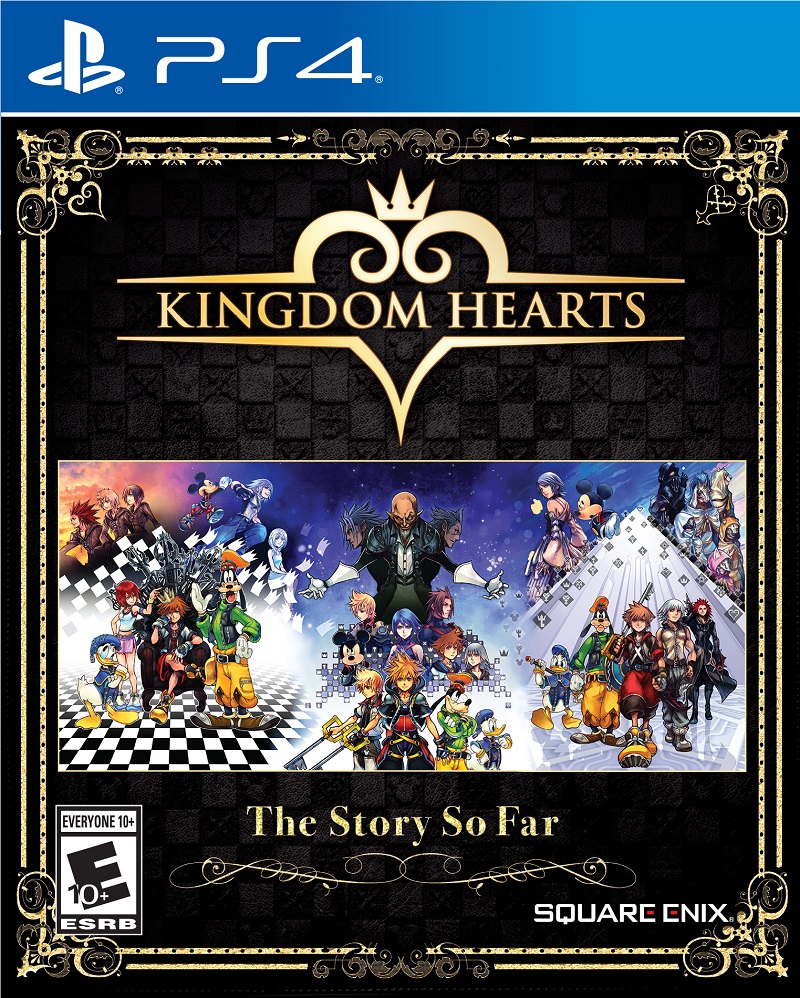 PS4
KINGDOM HEARTS
The Story So Far
EVERYONE 10+
E
10+
ESRB
SQUARE ENIX